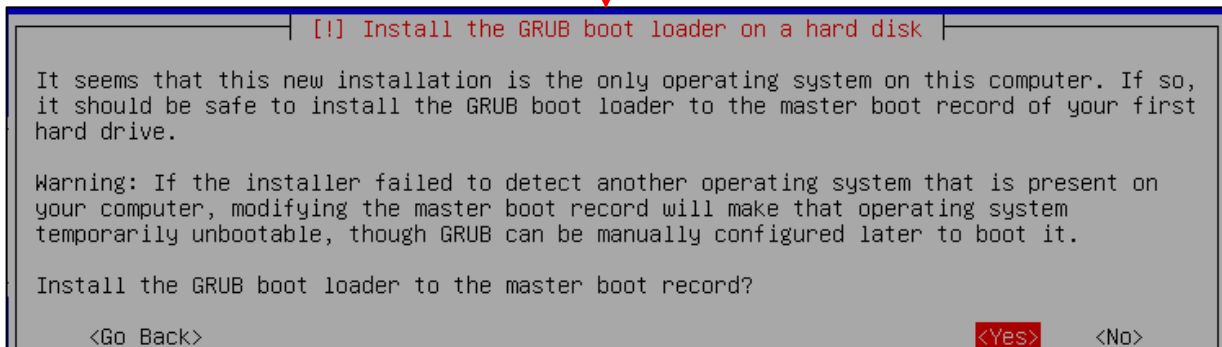 [!] Install the GRUB boot loader on a hard disk
It seems that this new installation is the only operating system on this computer. If so,
it should be safe to install the GRUB boot loader to the master boot record of your first
hard drive.
Warning: If the installer failed to detect another operating system that is present on
your computer, modifying the master boot record will make that operating system
temporarily unbootable, though GRUB can be manually configured later to boot it.
Install the GRUB boot loader to the master boot record?
<Go Back> <Yes> <No>